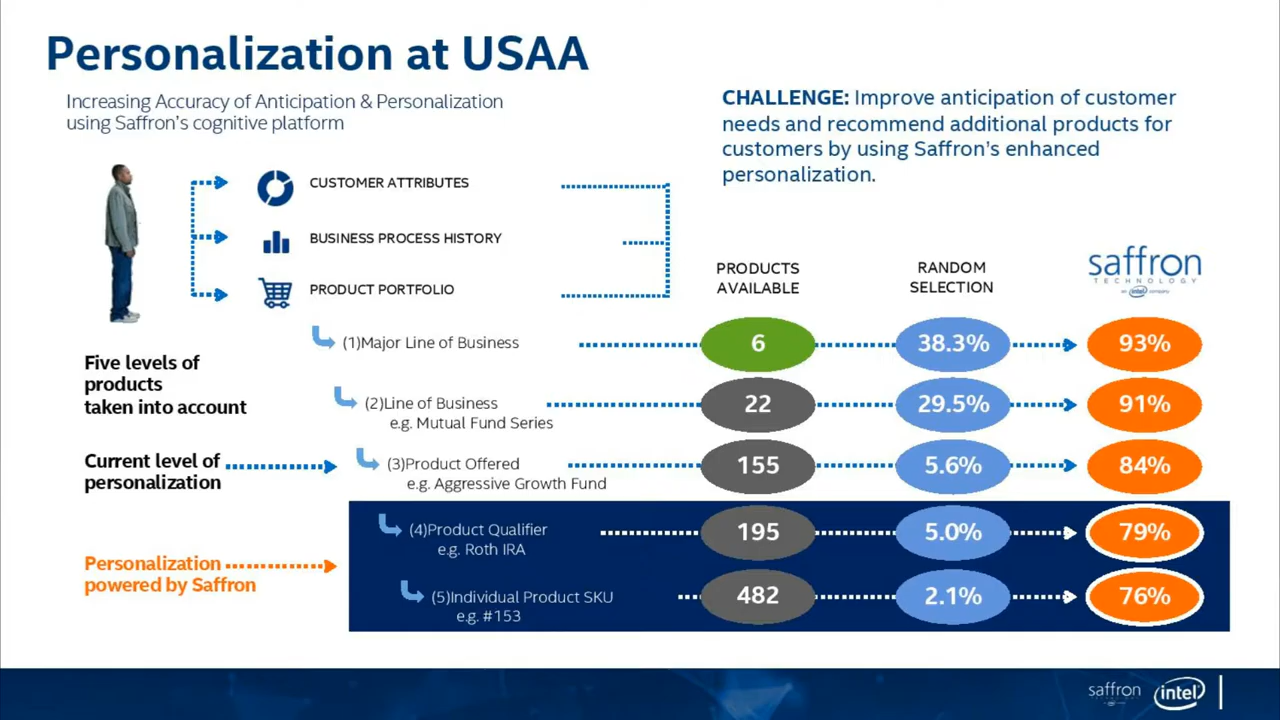 Personalization at USAA
Increasing Accuracy of Anticipation & Personalization
using Saffron's cognitive platform
CHALLENGE: Improve anticipation of customer
needs and recommend additional products for
customers by using Saffron's enhanced
personalization.
CUSTOMER ATTRIBUTES
BUSINESS PROCESS HISTORY
PRODUCT PORTFOLIO
PRODUCTS
AVAILABLE
RANDOM
SELECTION
saffron
TECHNOLOGY
an intel company
Five levels of
products
taken into account
(1)Major Line of Business
6
38.3%
93%
(2)Line of Business
e.g. Mutual Fund Series
22
29.5%
91%
Current level of
personalization
(3)Product Offered
e.g. Aggressive Growth Fund
155
5.6%
84%
Personalization
powered by Saffron
(4)Product Qualifier
e.g. Roth IRA
195
5.0%
79%
(5)Individual Product SKU
e.g. #153
482
2.1%
76%
saffron
intel